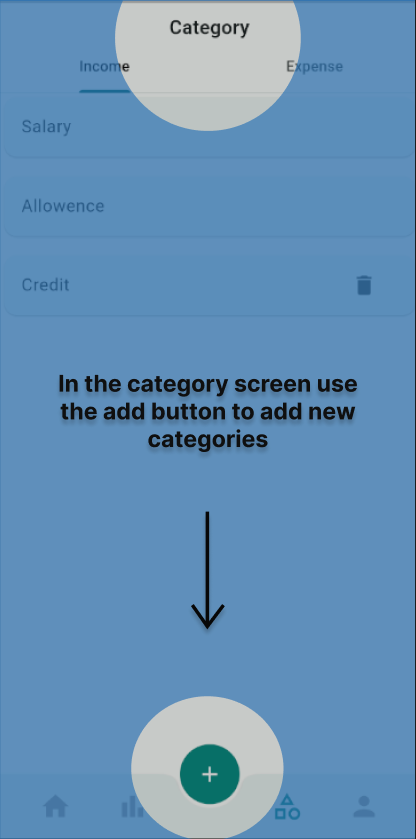 Category
Income Expense
Salary
Allowence
Credit
In the category screen use
the add button to add new
categories